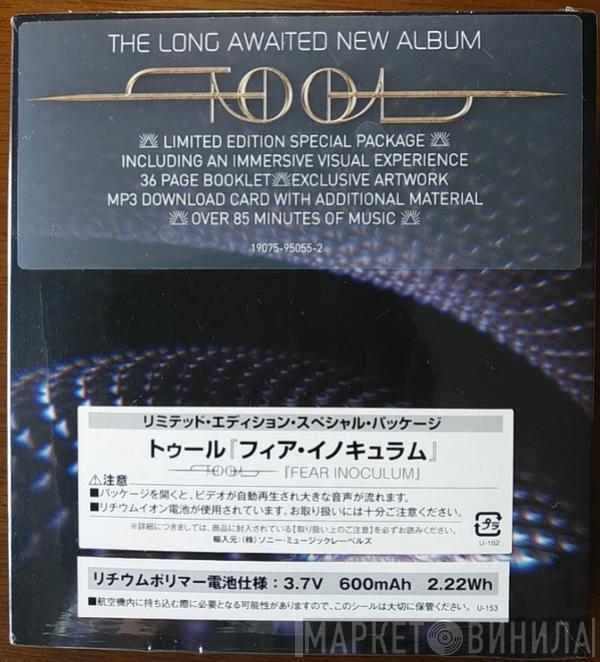 THE LONG AWAITED NEW ALBUM
TOOL
LIMITED EDITION SPECIAL PACKAGE
INCLUDING AN IMMERSIVE VISUAL EXPERIENCE
36 PAGE BOOKLET EXCLUSIVE ARTWORK
MP3 DOWNLOAD CARD WITH ADDITIONAL MATERIAL
OVER 85 MINUTES OF MUSIC
19075-95055-2
リミテッド・エディション・スペシャル・パッケージ
トゥール『フィア・イノキュラム』
TOOL 『FEAR INOCULUM』
⚠注意
■パッケージを開くと、ビデオが自動再生され大きな音声が流れます。
■リチウムイオン電池が使用されています。お取り扱いには十分ご注意ください。
※詳細につきましては、商品に封入されている【取り扱い上のご注意】を必ずお読みください。
輸入元:(株)ソニー・ミュージックレーベルズ
プラ
U-152
リチウムポリマー電池仕様:3.7V 600mAh 2.22Wh
■航空機内に持ち込む際に必要となる可能性がありますので、このシールは大切に保管ください。 U-153
МАРКЕТ ВИНИЛА